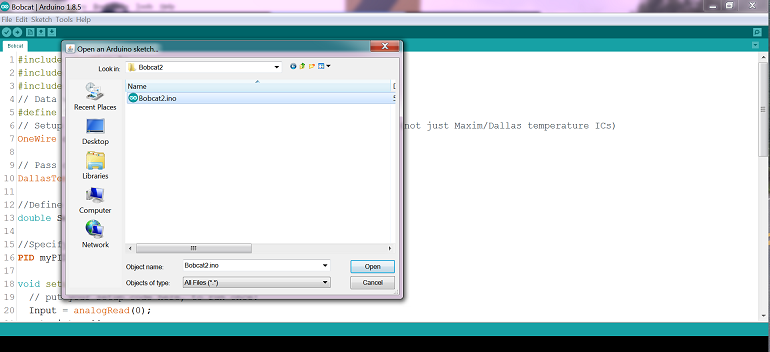 Bobcat | Arduino 1.8.5
File Edit Sketch Tools Help
Bobcat
Open an Arduino sketch...
Look in: Bobcat2
Name
Bobcat2.ino
Recent Places
Desktop
Libraries
Computer
Network
Object name: Bobcat2.ino Open
Objects of type: All Files (*.*) Cancel
1 #include
2 #include
3 #include
4 // Data
5 #define
6 // Setup not just Maxim/Dallas temperature ICs)
7 OneWire
8
9 // Pass
10 DallasTem
11
12 //Define
13 double S
14
15 //Specify
16 PID myPI
17
18 void set
19 // put
20 Input = analogRead(0);